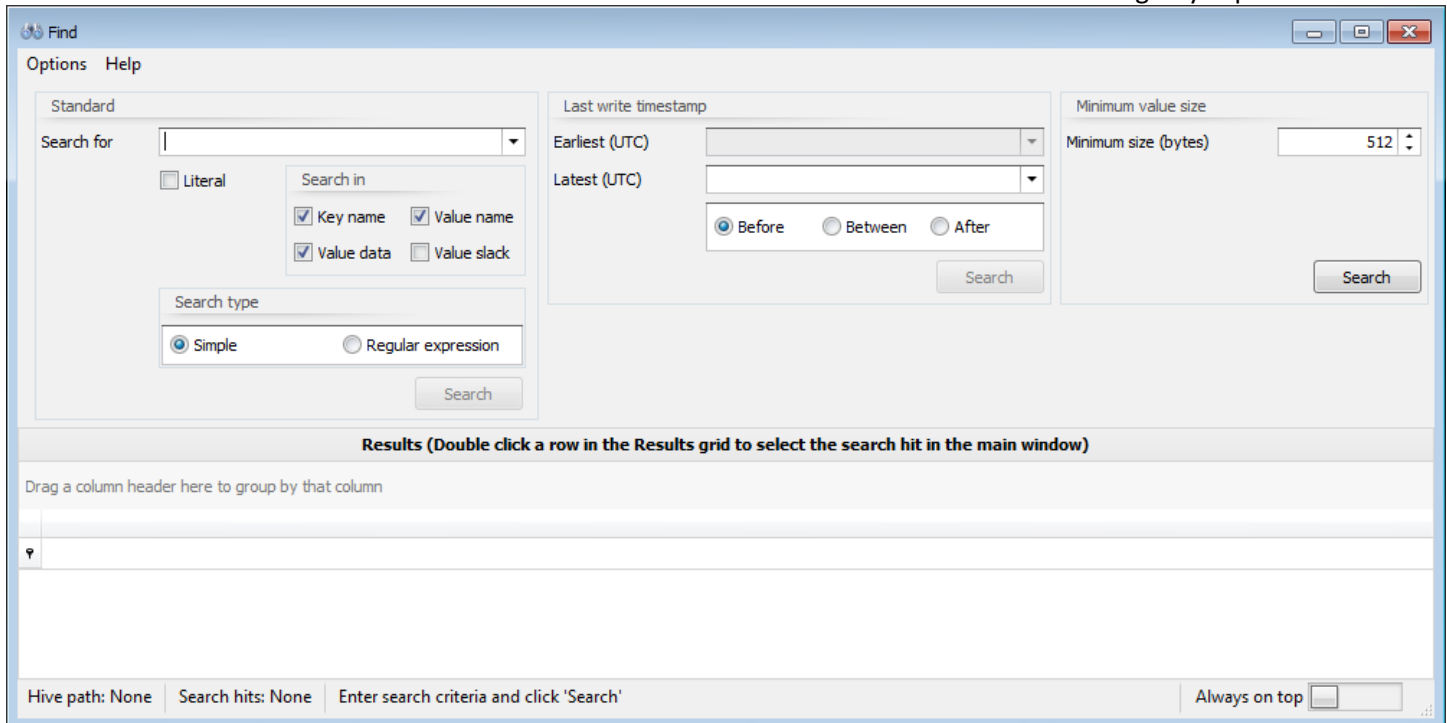 Find
Options Help
Standard
Search for
Literal
Search in
Key name Value name
Value data Value slack
Search type
Simple Regular expression
Search
Last write timestamp
Earliest (UTC)
Latest (UTC)
Before Between After
Search
Minimum value size
Minimum size (bytes) 512
Search
Results (Double click a row in the Results grid to select the search hit in the main window)
Drag a column header here to group by that column
Hive path: None Search hits: None Enter search criteria and click 'Search' Always on top